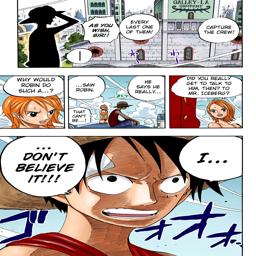 GALLEY-LA
AS YOU
WISH,
SIR!!
EVERY
LAST ONE
OF THEM!
CAPTURE
THE CREW!
WHY WOULD
ROBIN DO
SUCH A...?
...SAW
ROBIN.
THAT
CAN'T
BE...
HE SAYS
HE REALLY...
DID YOU REALLY
GET TO TALK TO
HIM, THEN? TO
MR. ICEBERG?
...
DON'T
BELIEVE
IT!!!
I...